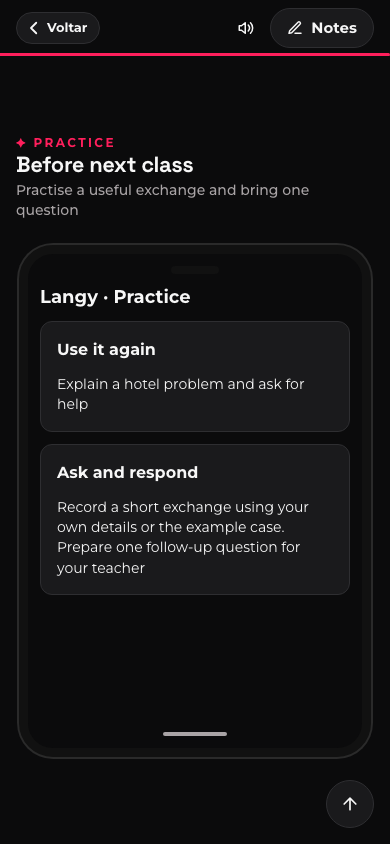 Voltar
Notes
PRACTICE
Before next class
Practise a useful exchange and bring one
question
Langy · Practice
Use it again
Explain a hotel problem and ask for
help
Ask and respond
Record a short exchange using your
own details or the example case.
Prepare one follow-up question for
your teacher